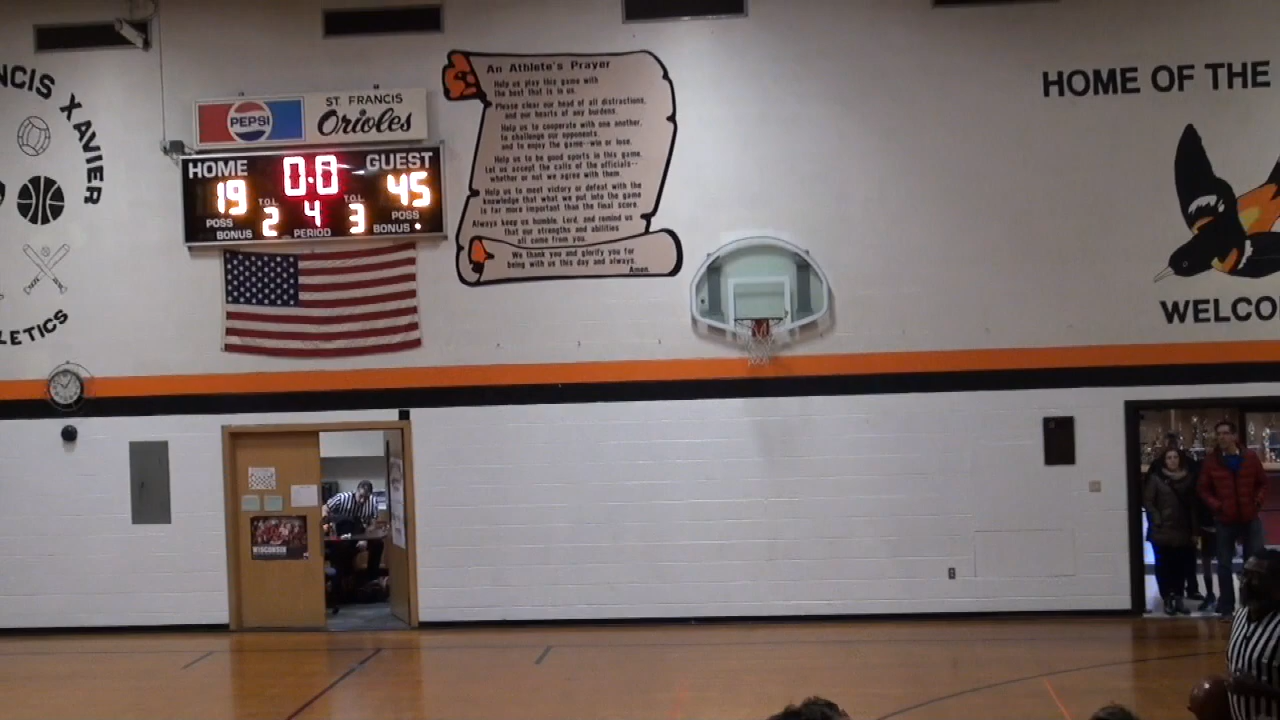 NCIS XAVIER
LETICS
PEPSI
ST. FRANCIS
Orioles
HOME 0:0 GUEST
19 45
T.O.L T.O.L
2 4 3
POSS POSS
BONUS PERIOD BONUS
An Athlete's Prayer
Help us play this game with
the best that is in us.
Please clear our head of all distractions,
and our hearts of any burdens.
Help us to cooperate with one another,
to challenge our opponents,
and to enjoy the game--win or lose.
Help us to be good sports in this game.
Let us accept the calls of the officials--
whether or not we agree with them.
Help us to meet victory or defeat with the
knowledge that what we put into the game
is far more important than the final score.
Always keep us humble, Lord, and remind us
that our strengths and abilities
all come from you.
We thank you and glorify you for
being with us this day and always.
Amen.
HOME OF THE
WELCO
WISCONSIN